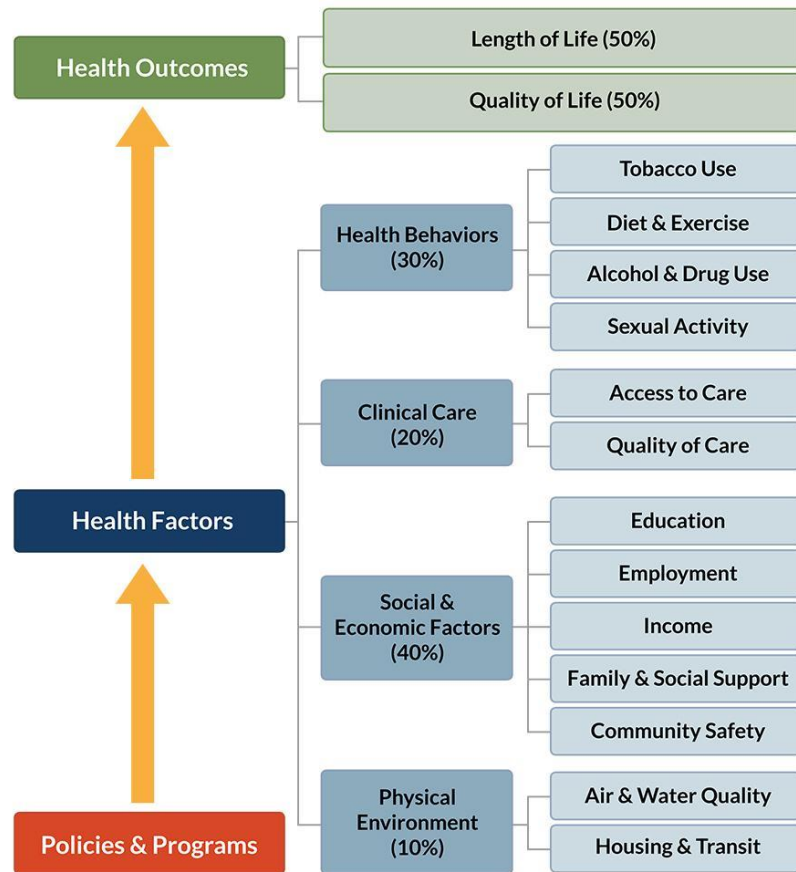 Health Outcomes
Length of Life (50%)
Quality of Life (50%)
Health Factors
Health Behaviors
(30%)
Tobacco Use
Diet & Exercise
Alcohol & Drug Use
Sexual Activity
Clinical Care
(20%)
Access to Care
Quality of Care
Social &
Economic Factors
(40%)
Education
Employment
Income
Family & Social Support
Community Safety
Physical
Environment
(10%)
Air & Water Quality
Housing & Transit
Policies & Programs